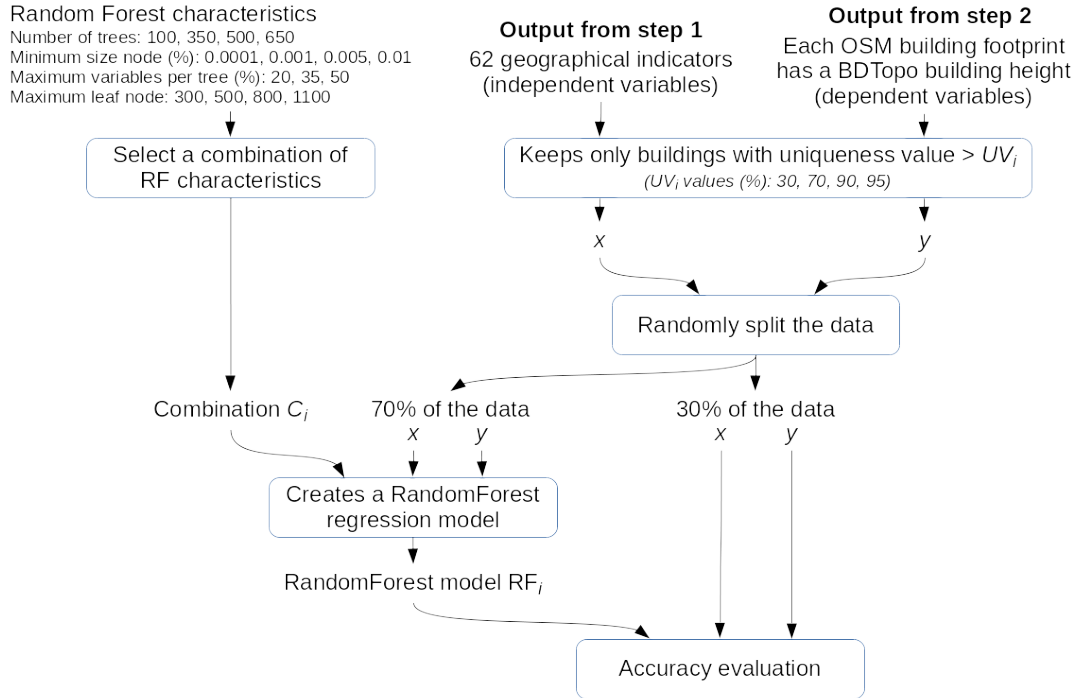 Random Forest characteristics
Number of trees: 100, 350, 500, 650
Minimum size node (%): 0.0001, 0.001, 0.005, 0.01
Maximum variables per tree (%): 20, 35, 50
Maximum leaf node: 300, 500, 800, 1100
Output from step 1
62 geographical indicators
(independent variables)
Output from step 2
Each OSM building footprint
has a BDTopo building height
(dependent variables)
Select a combination of
RF characteristics
Keeps only buildings with uniqueness value > UVi
(UVi values (%): 30, 70, 90, 95)
x
y
Randomly split the data
Combination Ci
70% of the data
x y
30% of the data
x y
Creates a RandomForest
regression model
RandomForest model RFi
Accuracy evaluation